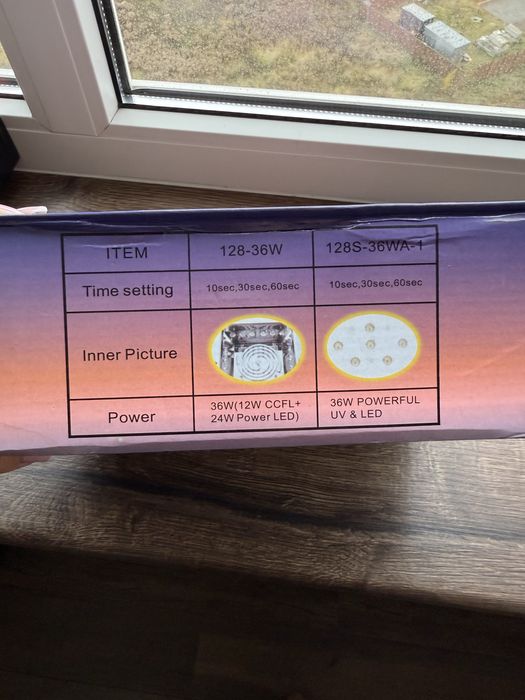 ITEM 128-36W 128S-36WA-1
Time setting 10sec,30sec,60sec 10sec,30sec,60sec
Inner Picture
Power 36W(12W CCFL+ 36W POWERFUL
24W Power LED) UV & LED